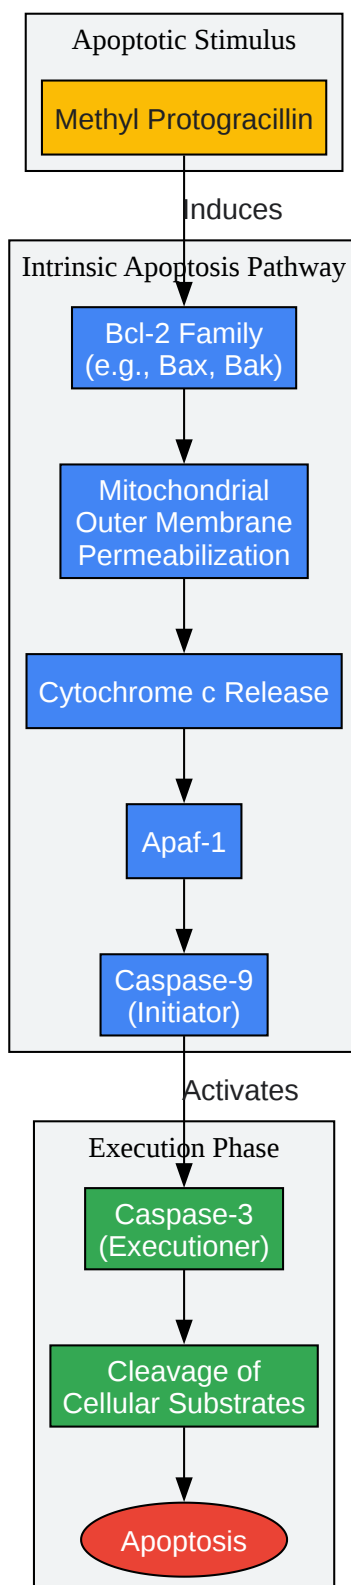 Apoptotic Stimulus
Methyl Protogracillin
Induces
Intrinsic Apoptosis Pathway
Bcl-2 Family
(e.g., Bax, Bak)
Mitochondrial
Outer Membrane
Permeabilization
Cytochrome c Release
Apaf-1
Caspase-9
(Initiator)
Activates
Execution Phase
Caspase-3
(Executioner)
Cleavage of
Cellular Substrates
Apoptosis